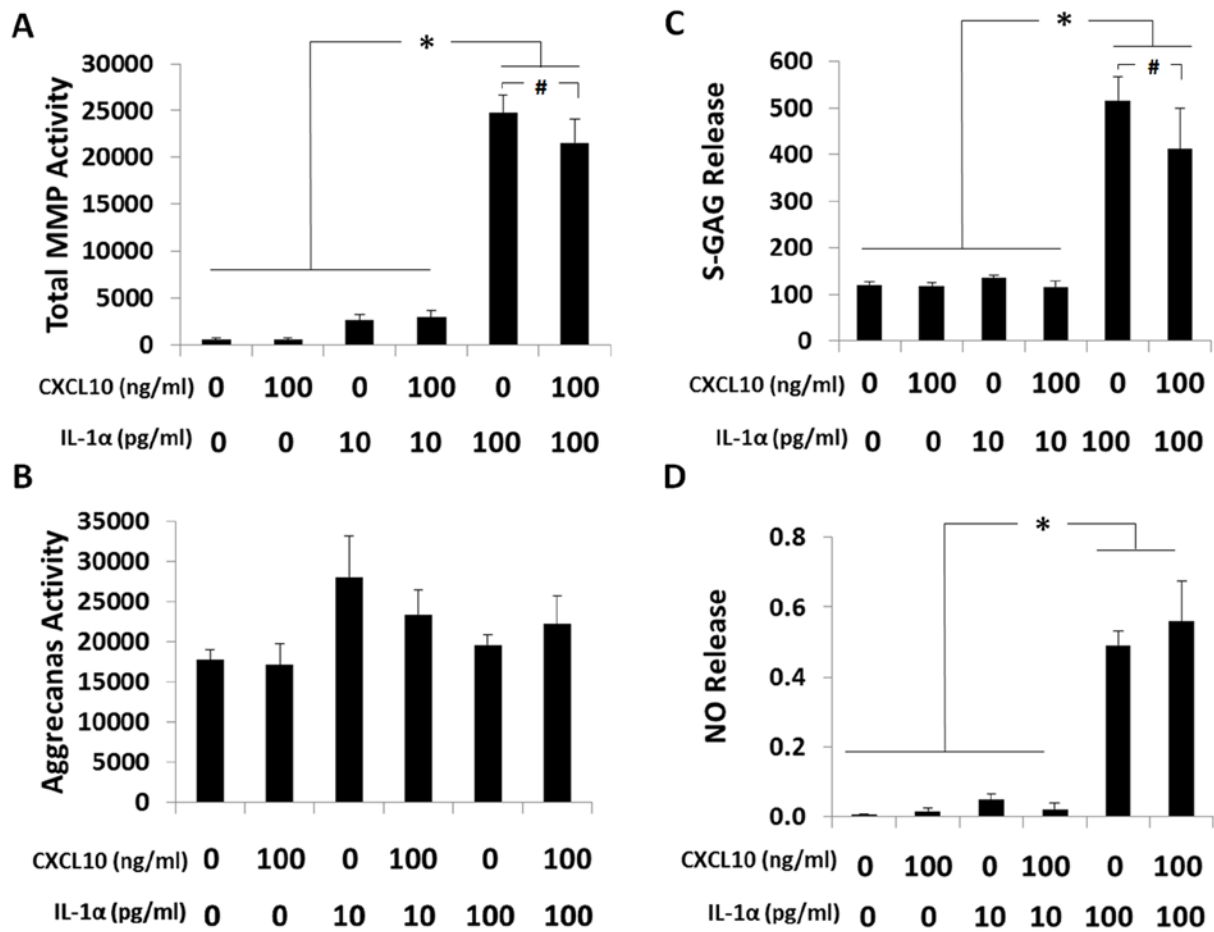 A
*
#
Total MMP Activity
30000
25000
20000
15000
10000
5000
0
CXCL10 (ng/ml) 0 100 0 100 0 100
IL-1α (pg/ml) 0 0 10 10 100 100
B
Aggrecanas Activity
35000
30000
25000
20000
15000
10000
5000
0
CXCL10 (ng/ml) 0 100 0 100 0 100
IL-1α (pg/ml) 0 0 10 10 100 100
C
*
#
S-GAG Release
600
500
400
300
200
100
0
CXCL10 (ng/ml) 0 100 0 100 0 100
IL-1α (pg/ml) 0 0 10 10 100 100
D
*
NO Release
0.8
0.6
0.4
0.2
0.0
CXCL10 (ng/ml) 0 100 0 100 0 100
IL-1α (pg/ml) 0 0 10 10 100 100